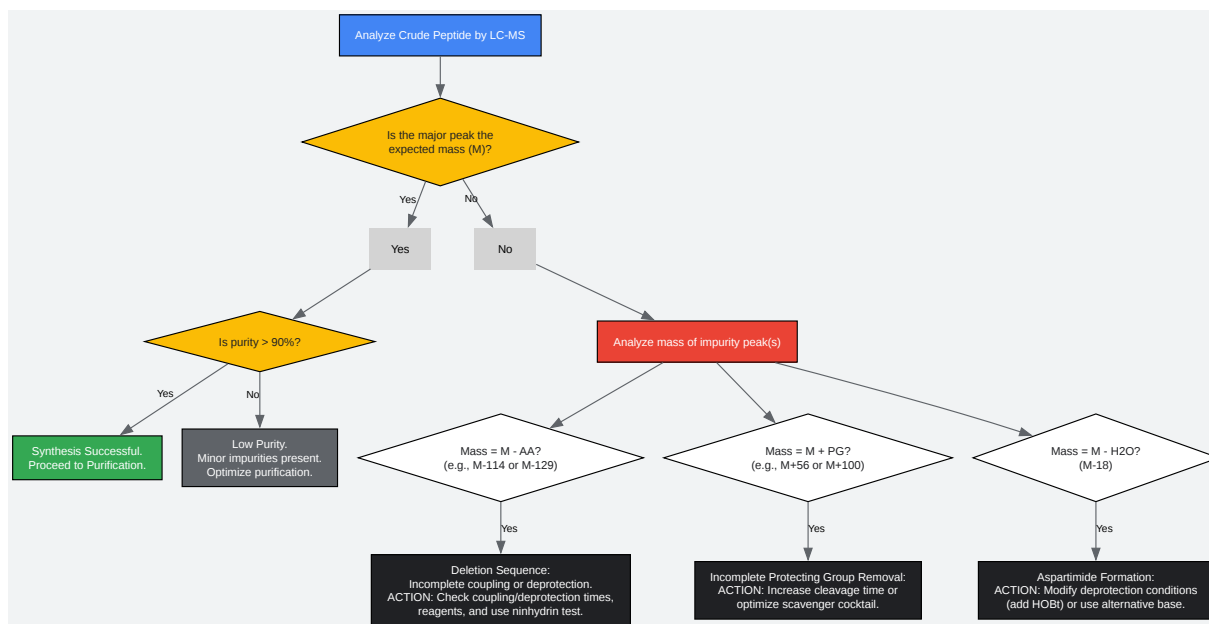 Analyze Crude Peptide by LC-MS
Is the major peak the
expected mass (M)?
Yes
No
Yes
No
Is purity > 90%?
Analyze mass of impurity peak(s)
Yes
No
Synthesis Successful.
Proceed to Purification.
Low Purity.
Minor impurities present.
Optimize purification.
Mass = M - AA?
(e.g., M-114 or M-129)
Mass = M + PG?
(e.g., M+56 or M+100)
Mass = M - H2O?
(M-18)
Yes
Yes
Yes
Deletion Sequence:
Incomplete coupling or deprotection.
ACTION: Check coupling/deprotection times,
reagents, and use ninhydrin test.
Incomplete Protecting Group Removal:
ACTION: Increase cleavage time or
optimize scavenger cocktail.
Aspartimide Formation:
ACTION: Modify deprotection conditions
(add HOBt) or use alternative base.